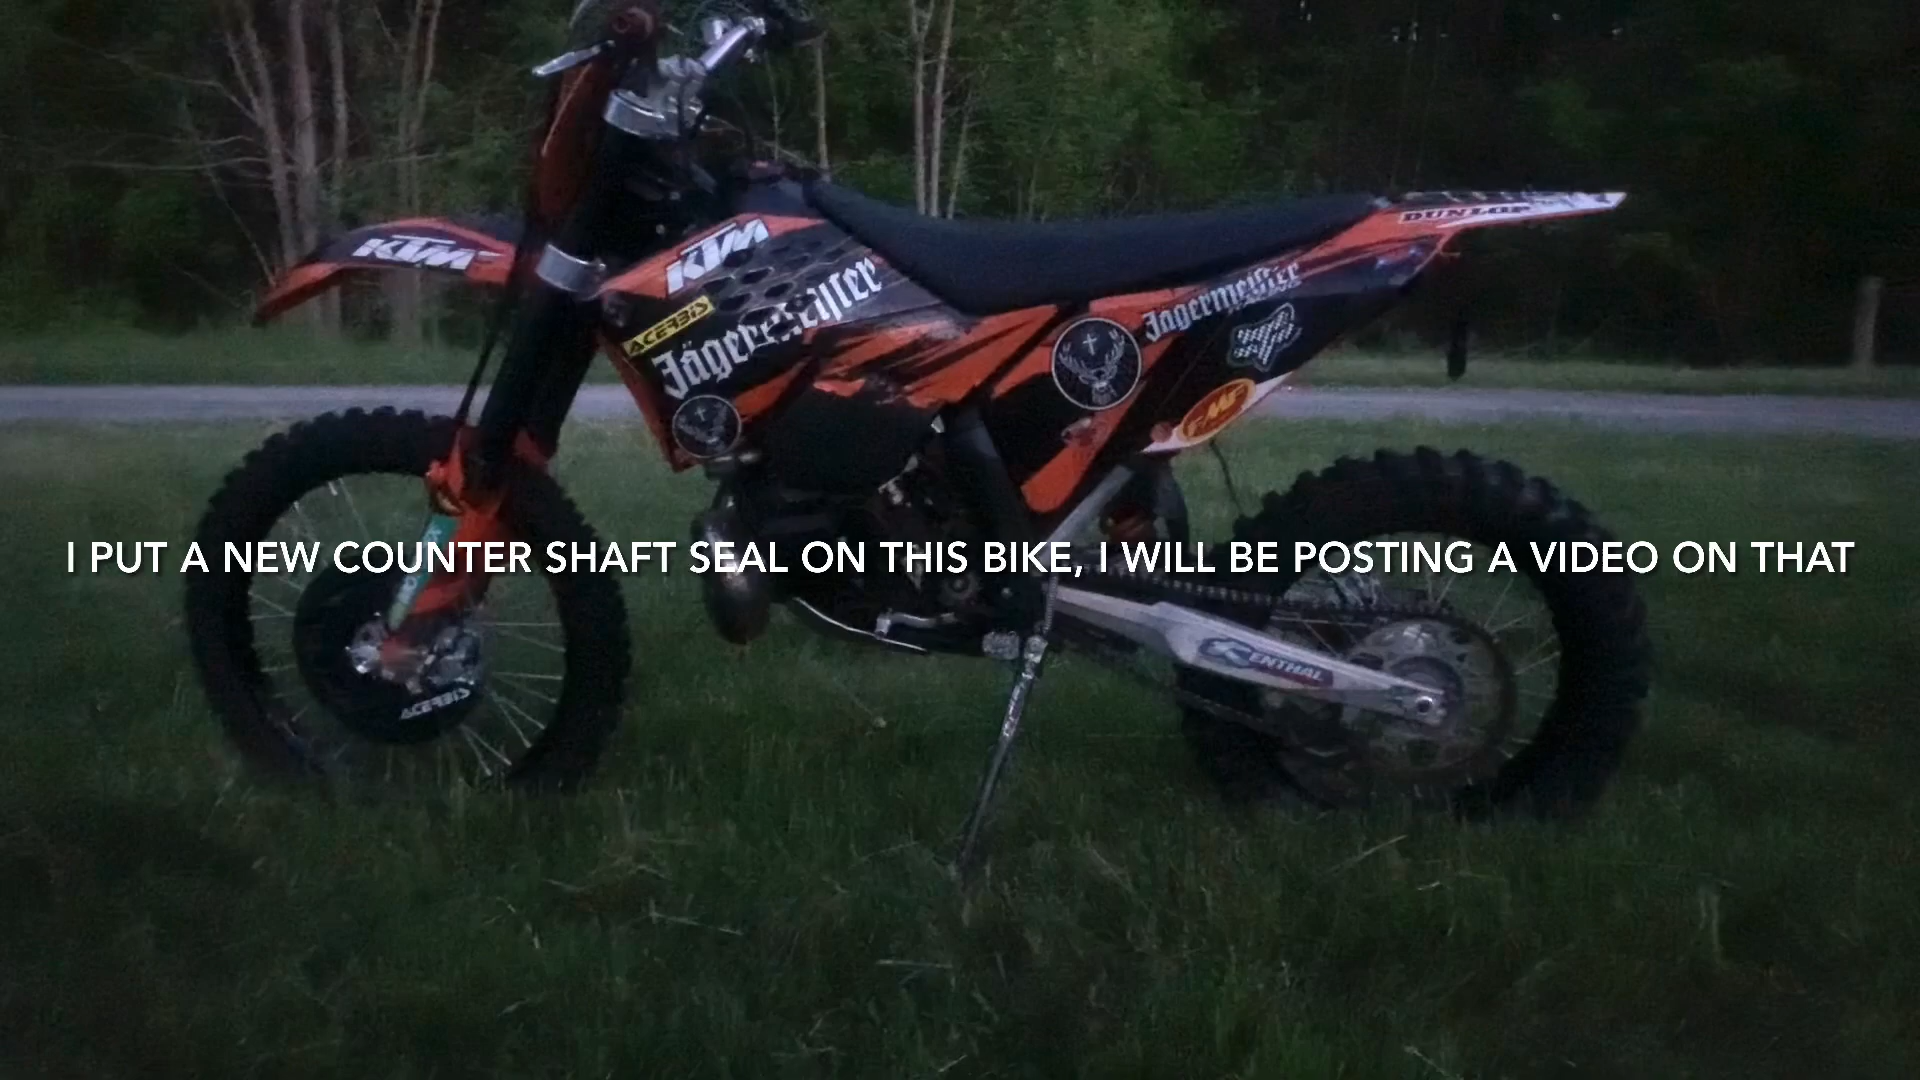 KTM
KTM
DUNLOP
ACERBIS
Jägermeister
Jägermeister
RACING
FMF
I PUT A NEW COUNTER SHAFT SEAL ON THIS BIKE, I WILL BE POSTING A VIDEO ON THAT
RENTHAL
ACERBIS